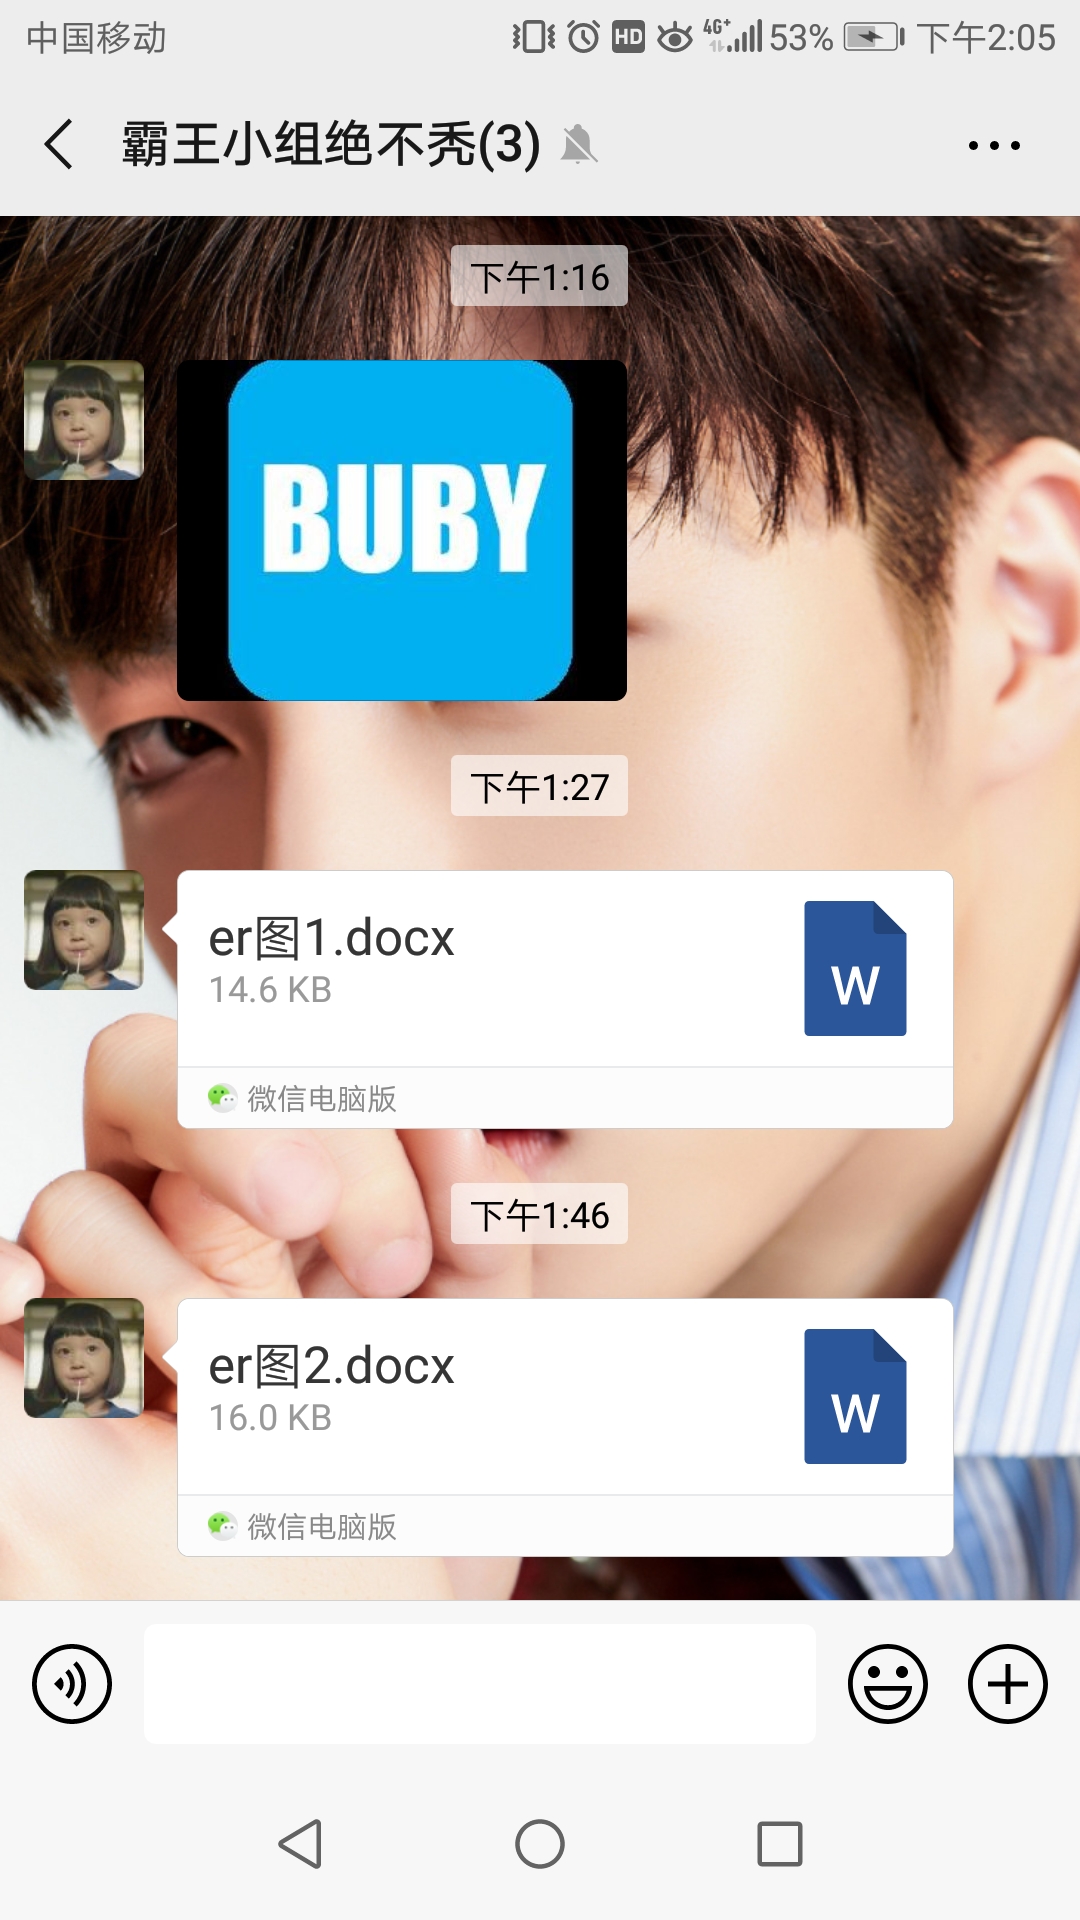 中国移动 HD 4G+ 53% 下午2:05
霸王小组绝不秃(3)
下午1:16
BUBY
下午1:27
er图1.docx
14.6 KB
W
微信电脑版
下午1:46
er图2.docx
16.0 KB
W
微信电脑版